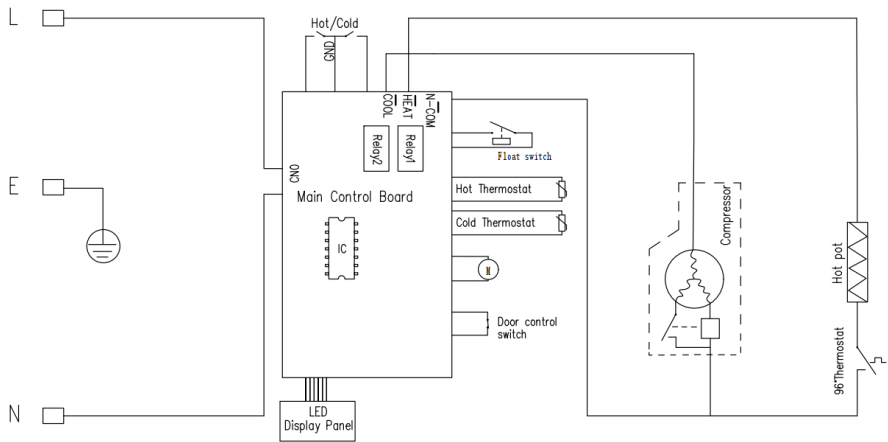 L
Hot/Cold
GND
COOL
HEAT
N-COM
Relay2
Relay1
Float switch
CN0
E
Main Control Board
Hot Thermostat
Cold Thermostat
IC
M
Compressor
Hot pot
Door control
switch
96°Thermostat
N
LED
Display Panel